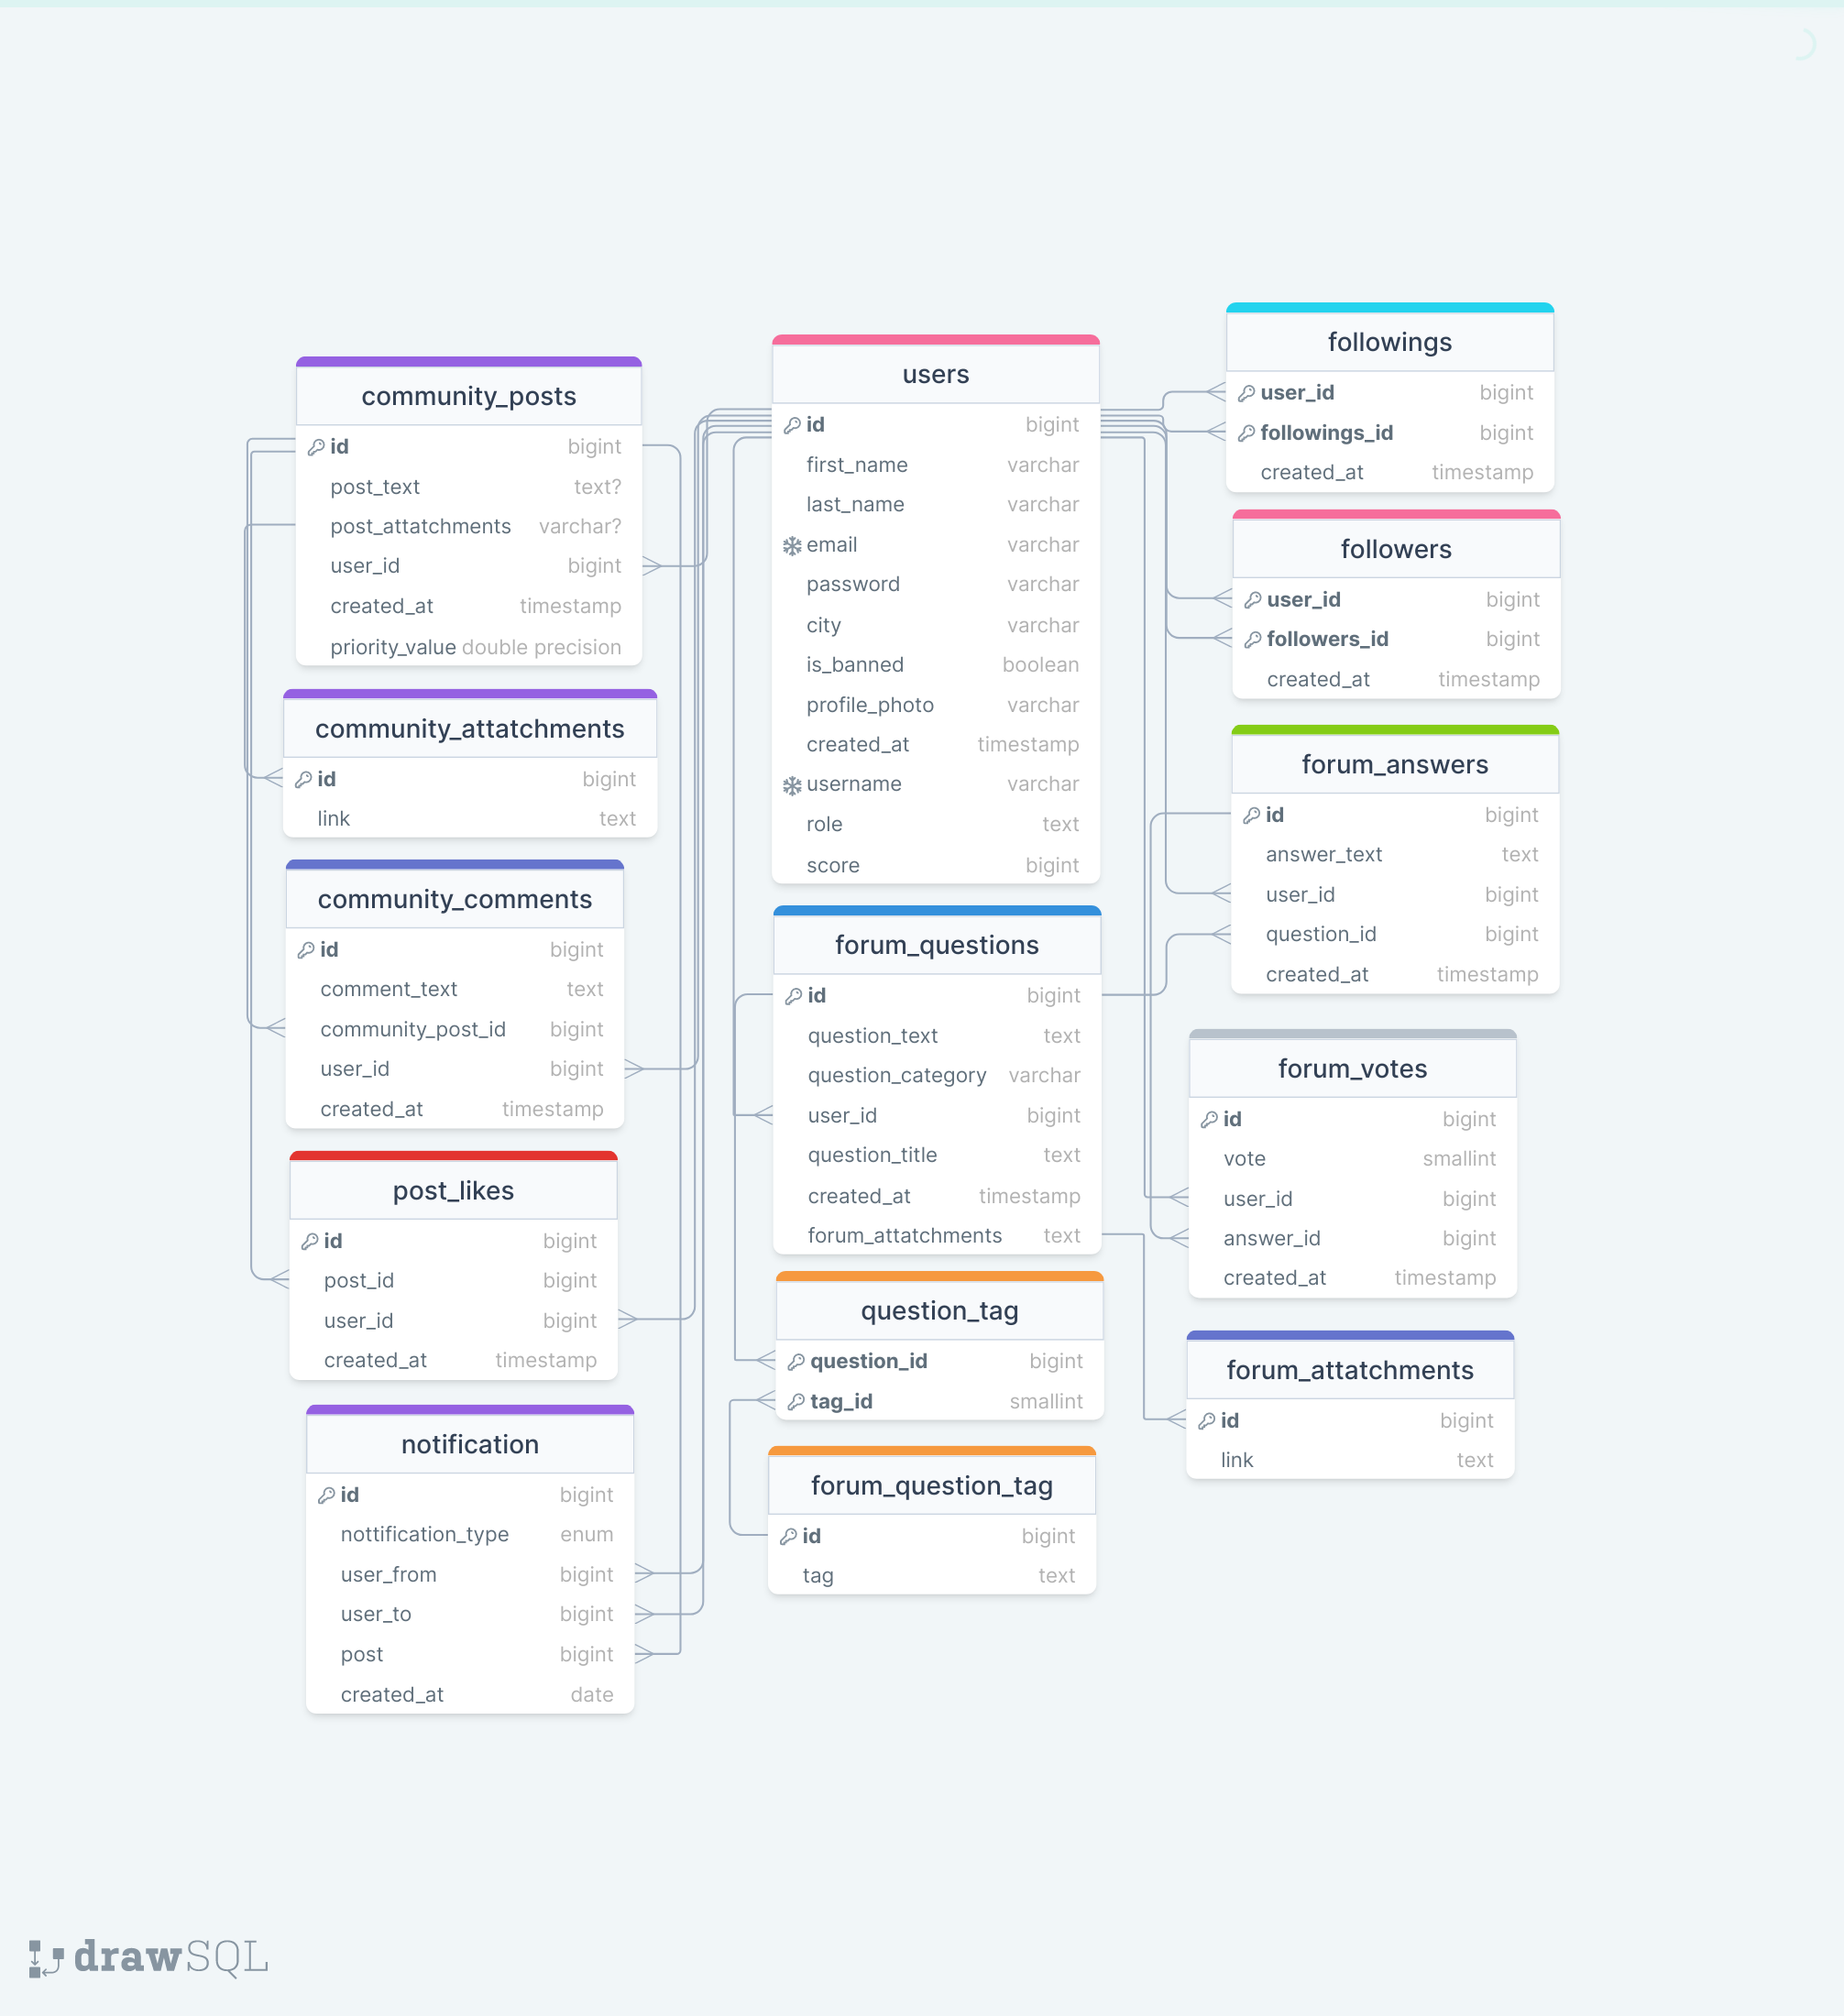 community_posts
id bigint
post_text text?
post_attatchments varchar?
user_id bigint
created_at timestamp
priority_value double precision
community_attatchments
id bigint
link text
community_comments
id bigint
comment_text text
community_post_id bigint
user_id bigint
created_at timestamp
post_likes
id bigint
post_id bigint
user_id bigint
created_at timestamp
notification
id bigint
nottification_type enum
user_from bigint
user_to bigint
post bigint
created_at date
users
id bigint
first_name varchar
last_name varchar
email varchar
password varchar
city varchar
is_banned boolean
profile_photo varchar
created_at timestamp
username varchar
role text
score bigint
forum_questions
id bigint
question_text text
question_category varchar
user_id bigint
question_title text
created_at timestamp
forum_attatchments text
question_tag
question_id bigint
tag_id smallint
forum_question_tag
id bigint
tag text
followings
user_id bigint
followings_id bigint
created_at timestamp
followers
user_id bigint
followers_id bigint
created_at timestamp
forum_answers
id bigint
answer_text text
user_id bigint
question_id bigint
created_at timestamp
forum_votes
id bigint
vote smallint
user_id bigint
answer_id bigint
created_at timestamp
forum_attatchments
id bigint
link text
drawSQL